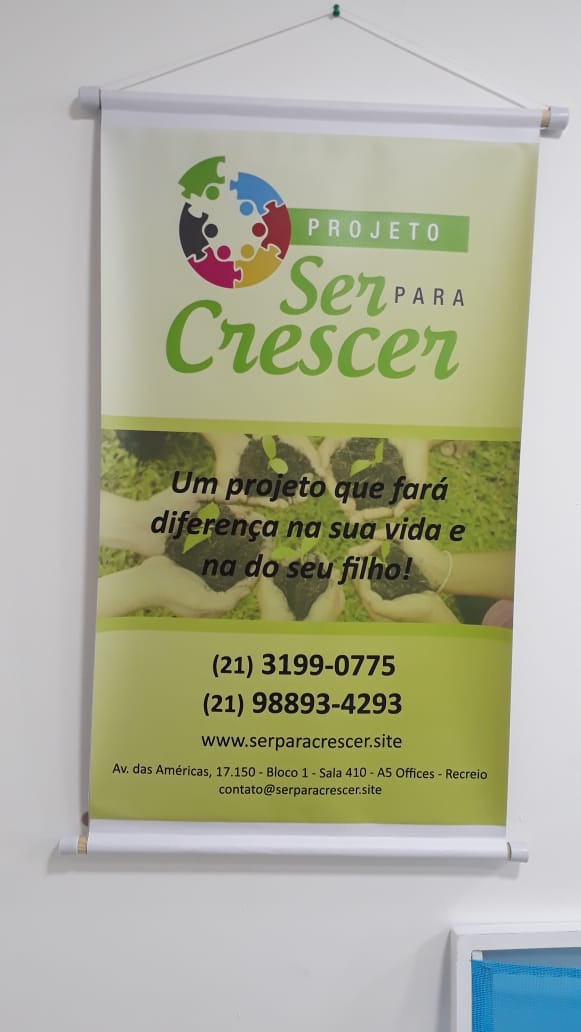 PROJETO
Ser PARA
Crescer
Um projeto que fará
diferença na sua vida e
na do seu filho!
(21) 3199-0775
(21) 98893-4293
www.serparacrescer.site
Av. das Américas, 17.150 - Bloco 1 - Sala 410 - A5 Offices - Recreio
contato@serparacrescer.site